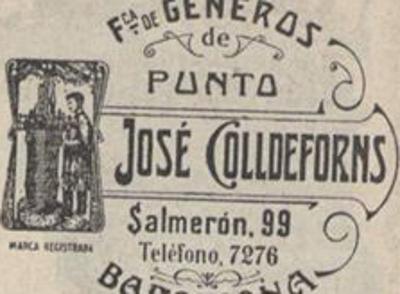 FCA DE GENEROS
de
PUNTO
JOSÉ COLLDEFORNS
Salmerón, 99
Teléfono, 7276
MARCA REGISTRADA